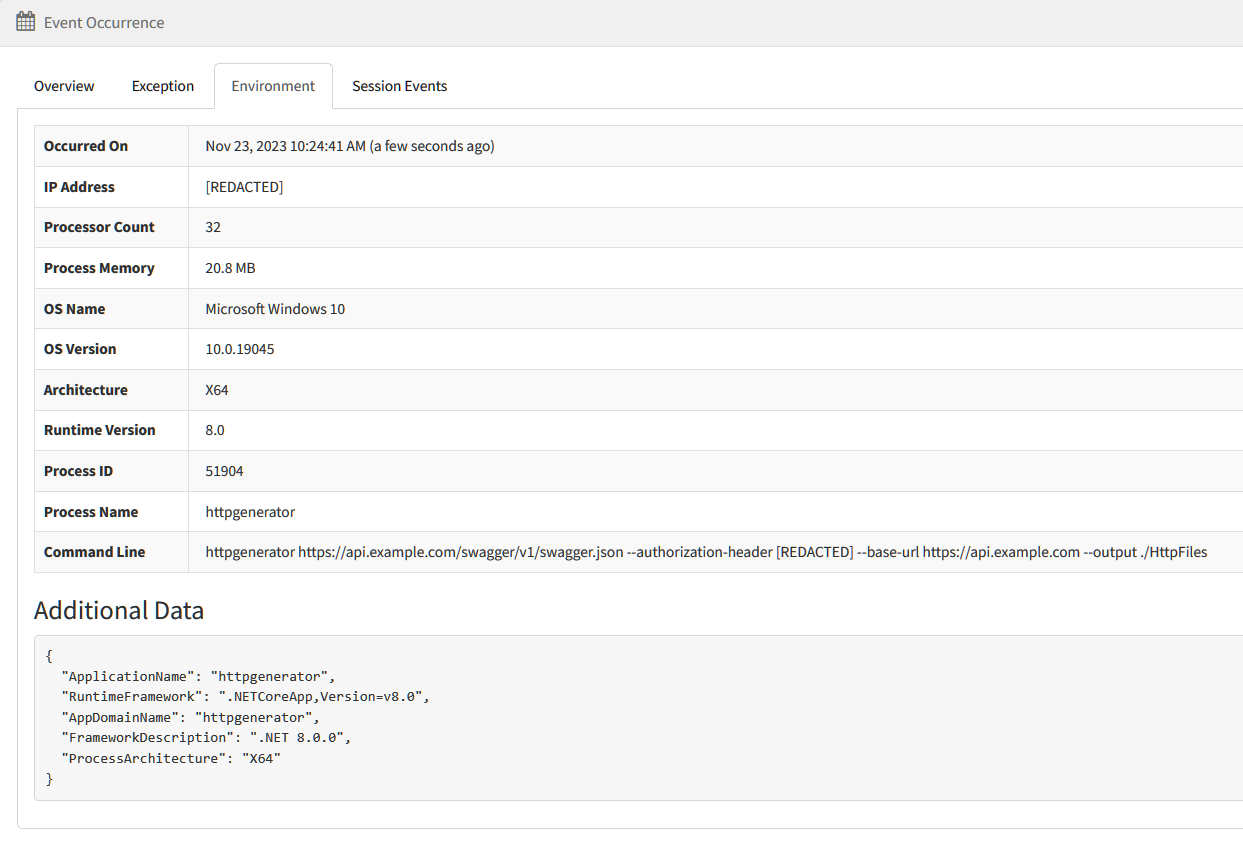 Event Occurrence
Overview Exception Environment Session Events
Occurred On Nov 23, 2023 10:24:41 AM (a few seconds ago)
IP Address [REDACTED]
Processor Count 32
Process Memory 20.8 MB
OS Name Microsoft Windows 10
OS Version 10.0.19045
Architecture X64
Runtime Version 8.0
Process ID 51904
Process Name httpgenerator
Command Line httpgenerator https://api.example.com/swagger/v1/swagger.json --authorization-header [REDACTED] --base-url https://api.example.com --output ./HttpFiles
Additional Data
{
  "ApplicationName": "httpgenerator",
  "RuntimeFramework": ".NETCoreApp,Version=v8.0",
  "AppDomainName": "httpgenerator",
  "FrameworkDescription": ".NET 8.0.0",
  "ProcessArchitecture": "X64"
}